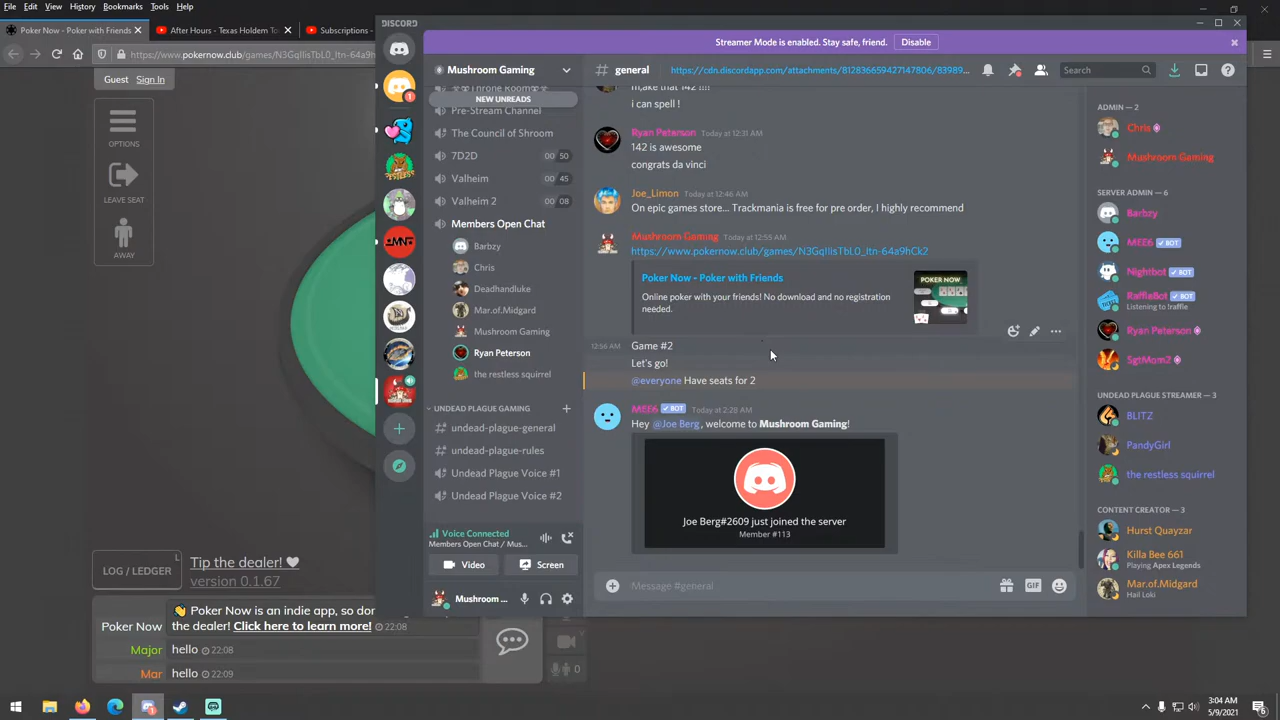 File Edit View History Bookmarks Tools Help
Poker Now - Poker with Friends
After Hours - Texas Holdem Tour
Subscriptions -
https://www.pokernow.club/games/N3GqIIisTbL0_Itn-64a9h
Guest Sign In
OPTIONS
LEAVE SEAT
AWAY
LOG / LEDGER
L
Tip the dealer! ♥
version 0.1.67
Poker Now
👋 Poker Now is an indie app, so don
the dealer! Click here to learn more! 22:08
Major hello 22:08
Mar hello 22:09
0
DISCORD
Streamer Mode is enabled. Stay safe, friend. Disable
Mushroom Gaming
NEW UNREADS
Pre-Stream Channel
The Council of Shroom
7D2D 00 50
Valheim 00 45
Valheim 2 00 08
Members Open Chat
Barbzy
Chris
Deadhandluke
Mar.of.Midgard
Mushroom Gaming
Ryan Peterson
the restless squirrel
UNDEAD PLAGUE GAMING
undead-plague-general
undead-plague-rules
Undead Plague Voice #1
Undead Plague Voice #2
Voice Connected
Members Open Chat / Mus...
Video Screen
Mushroom ...
# general https://cdn.discordapp.com/attachments/812836659427147806/83989...
Search
m,ake that 142 !!!!
i can spell !
Ryan Peterson Today at 12:31 AM
142 is awesome
congrats da vinci
Joe_Limon Today at 12:46 AM
On epic games store... Trackmania is free for pre order, I highly recommend
Mushroom Gaming Today at 12:55 AM
https://www.pokernow.club/games/N3GqIIisTbL0_Itn-64a9hCk2
Poker Now - Poker with Friends
Online poker with your friends! No download and no registration
needed.
POKER NOW
12:56 AM Game #2
Let's go!
@everyone Have seats for 2
MEE6 BOT Today at 2:28 AM
Hey @Joe Berg, welcome to Mushroom Gaming!
Joe Berg#2609 just joined the server
Member #113
Message #general
GIF
ADMIN — 2
Chris
Mushroom Gaming
SERVER ADMIN — 6
Barbzy
MEE6 BOT
Nightbot BOT
RaffleBot BOT
Listening to !raffle
Ryan Peterson
SgtMom2
UNDEAD PLAGUE STREAMER — 3
BLITZ
PandyGirl
the restless squirrel
CONTENT CREATOR — 3
Hurst Quayzar
Killa Bee 661
Playing Apex Legends
Mar.of.Midgard
Hail Loki
3:04 AM
5/9/2021